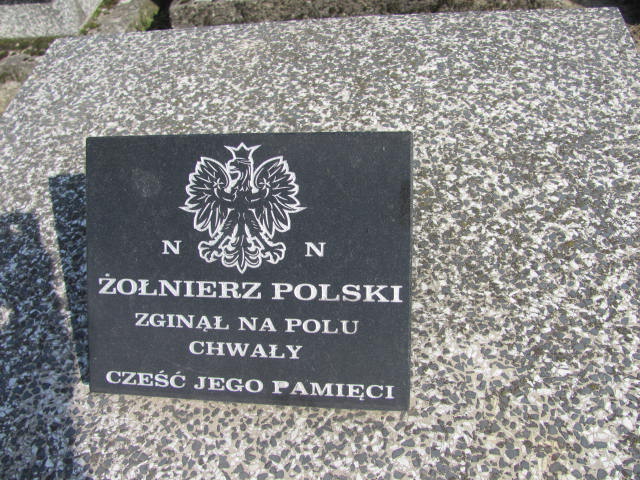 N N
ŻOŁNIERZ POLSKI
ZGINĄŁ NA POLU
CHWAŁY
CZEŚĆ JEGO PAMIĘCI